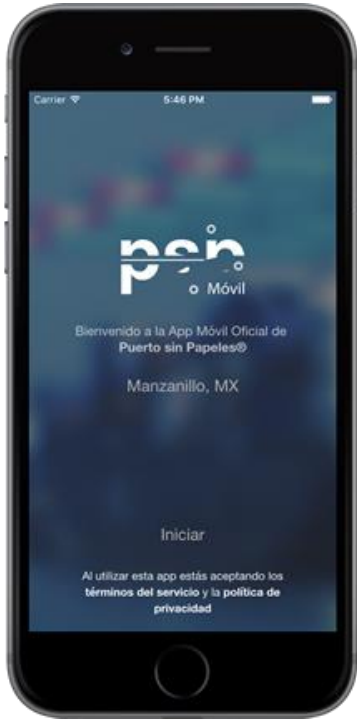 Carrier 5:46 PM
psp
Móvil
Bienvenido a la App Móvil Oficial de
Puerto sin Papeles®
Manzanillo, MX
Iniciar
Al utilizar esta app estás aceptando los
términos del servicio y la política de
privacidad